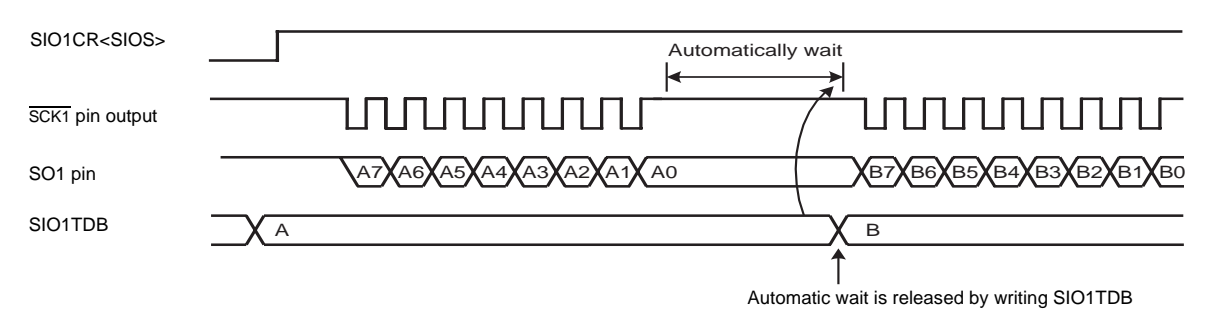 SIO1CR<SIOS>
Automatically wait
SCK1 pin output
SO1 pin
A7 A6 A5 A4 A3 A2 A1 A0 B7 B6 B5 B4 B3 B2 B1 B0
SIO1TDB
A B
Automatic wait is released by writing SIO1TDB